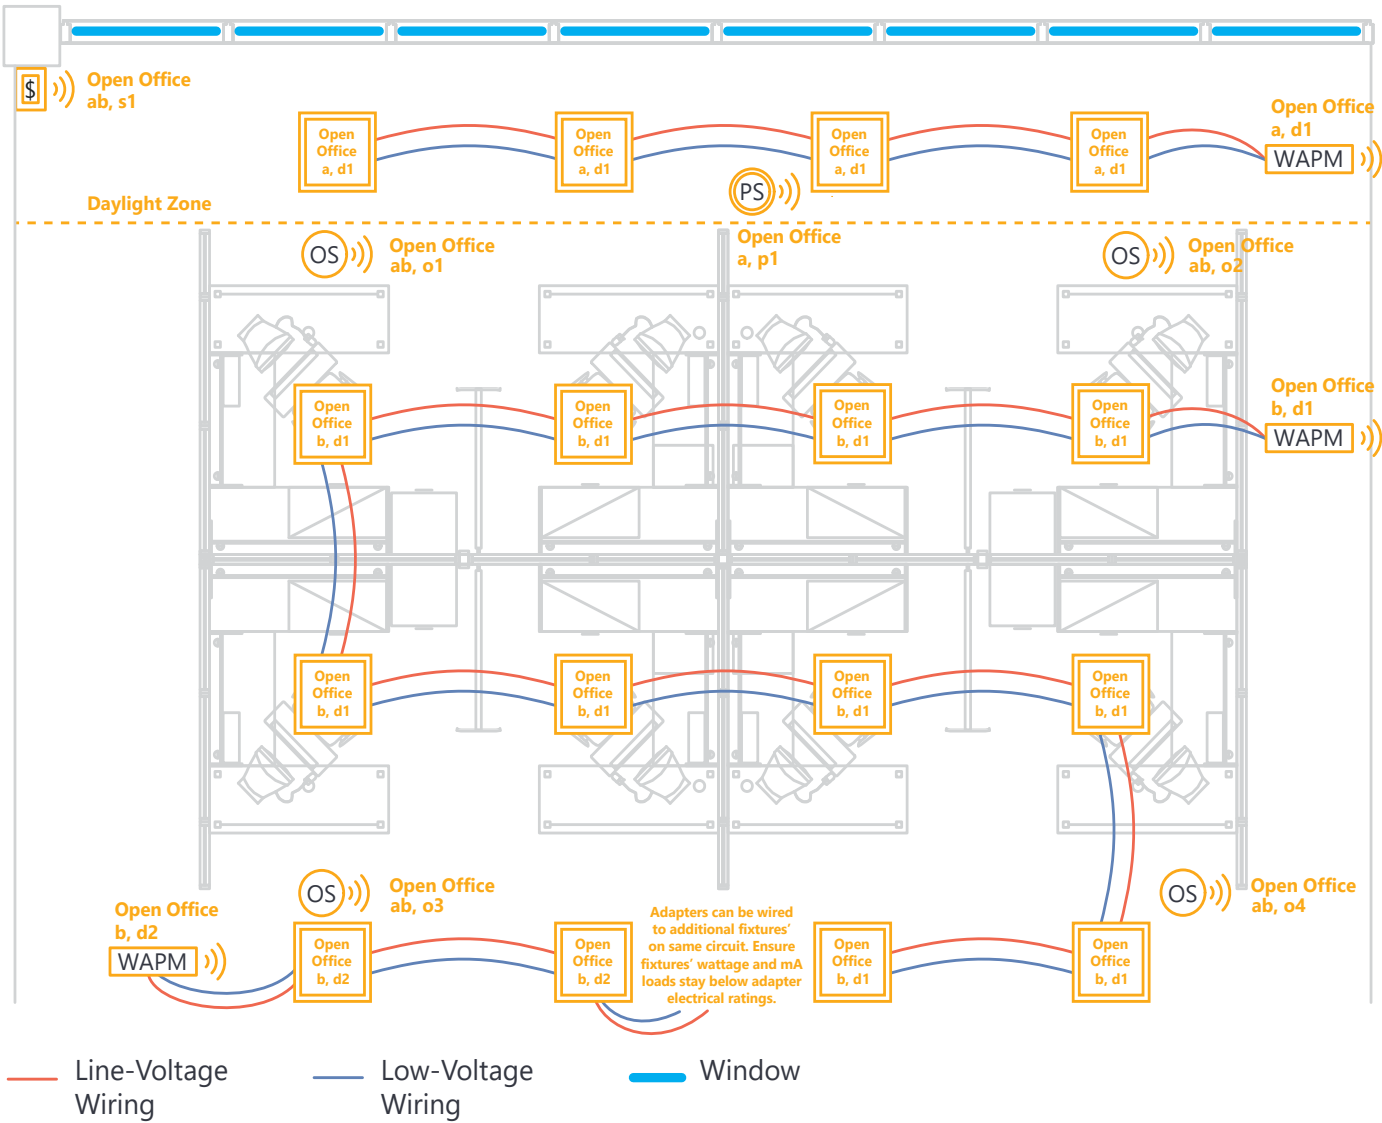 $
Open Office
ab, s1
Open
Office
a, d1
Open
Office
a, d1
Open
Office
a, d1
Open
Office
a, d1
Open Office
a, d1
WAPM
PS
Daylight Zone
OS
Open Office
ab, o1
Open Office
a, p1
OS
Open Office
ab, o2
Open
Office
b, d1
Open
Office
b, d1
Open
Office
b, d1
Open
Office
b, d1
Open Office
b, d1
WAPM
Open
Office
b, d1
Open
Office
b, d1
Open
Office
b, d1
Open
Office
b, d1
OS
Open Office
ab, o3
OS
Open Office
ab, o4
Open Office
b, d2
WAPM
Open
Office
b, d2
Open
Office
b, d2
Adapters can be wired
to additional fixtures’
on same circuit. Ensure
fixtures’ wattage and mA
loads stay below adapter
electrical ratings.
Open
Office
b, d1
Open
Office
b, d1
Line-Voltage
Wiring
Low-Voltage
Wiring
Window